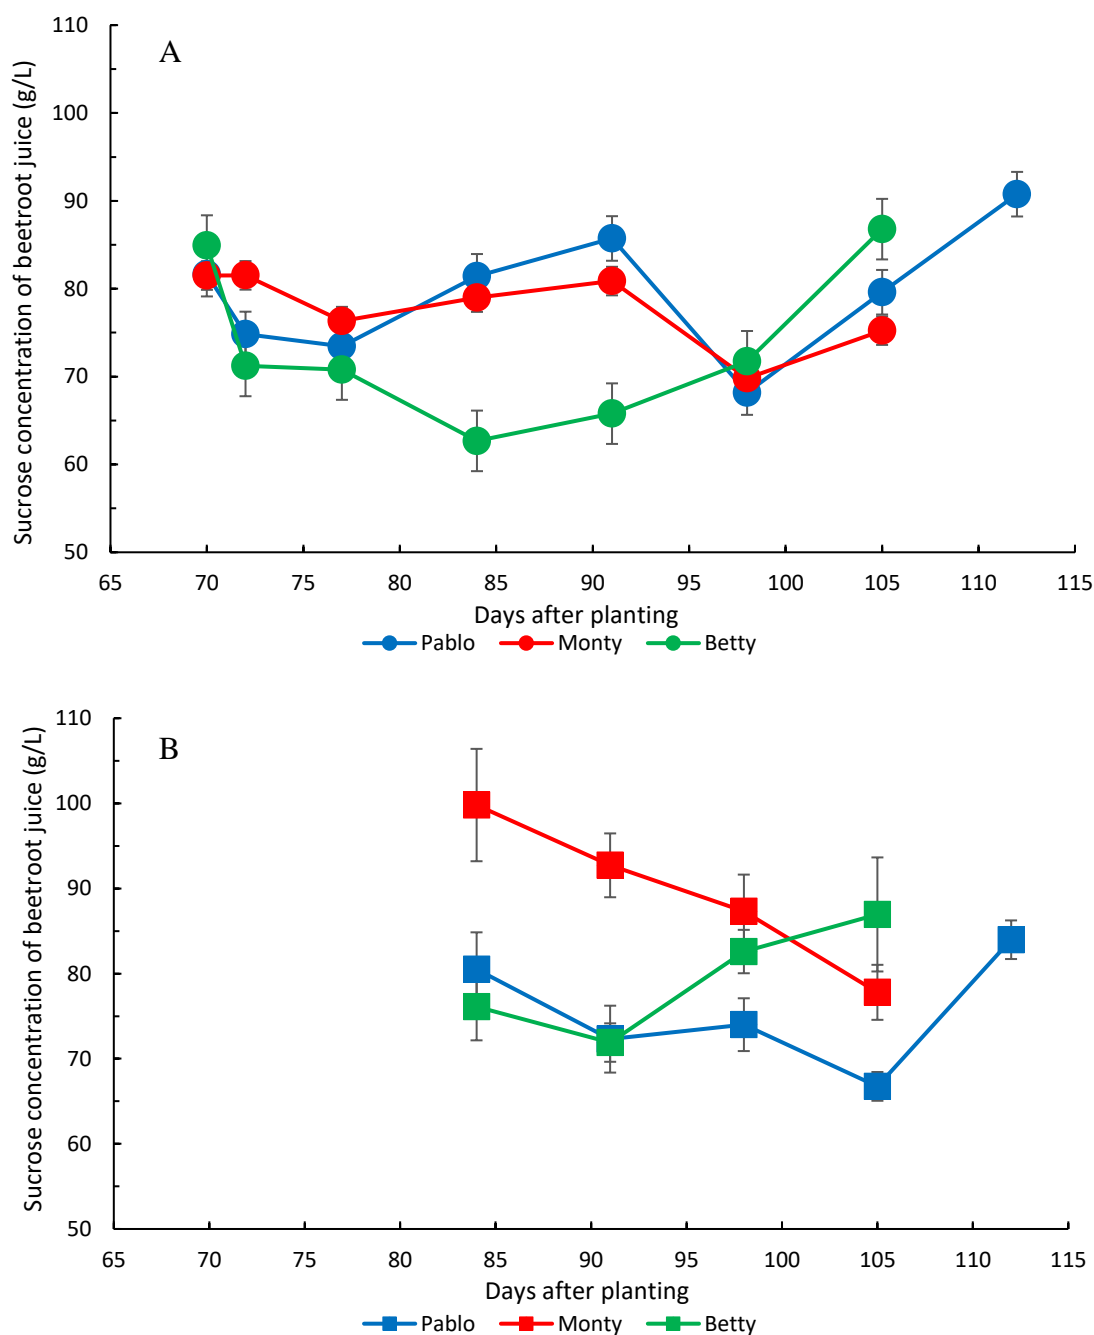 A
Sucrose concentration of beetroot juice (g/L)
110
100
90
80
70
60
50
65 70 75 80 85 90 95 100 105 110 115
Days after planting
Pablo Monty Betty
B
Sucrose concentration of beetroot juice (g/L)
110
100
90
80
70
60
50
65 70 75 80 85 90 95 100 105 110 115
Days after planting
Pablo Monty Betty